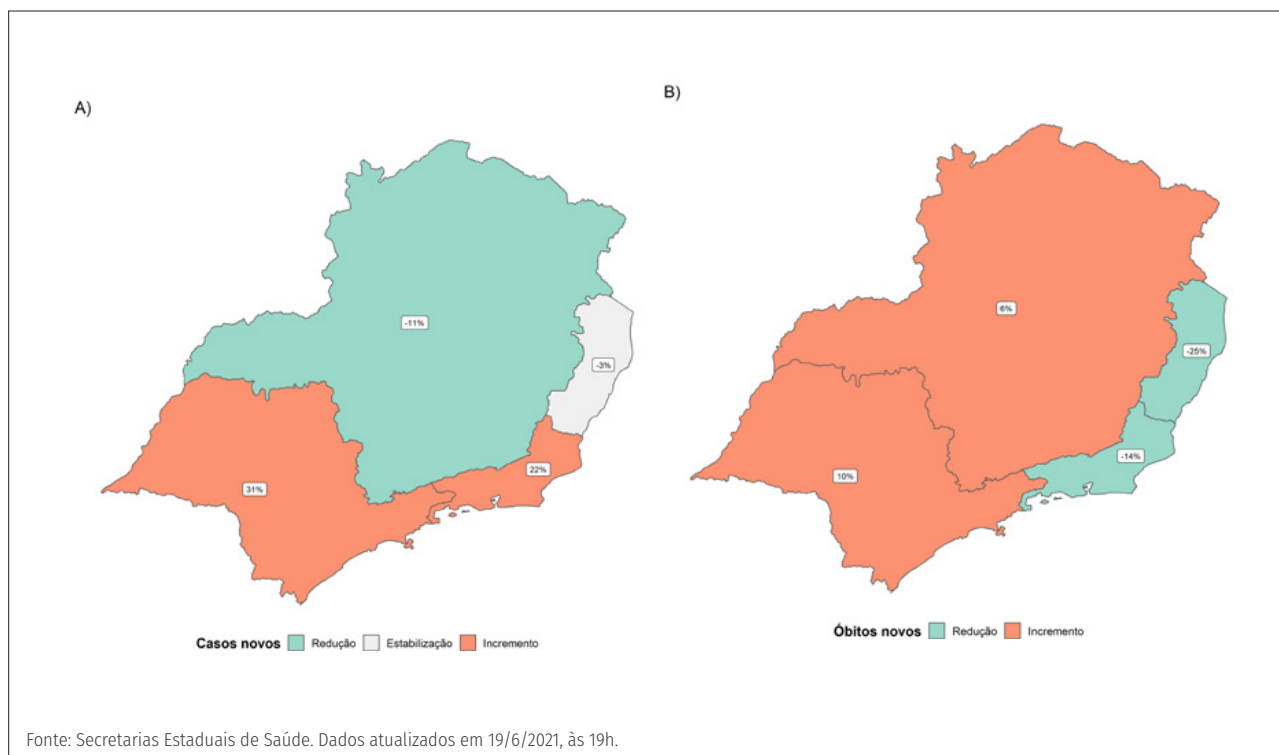 A)
-11%
-3%
22%
31%
Casos novos Redução Estabilização Incremento
B)
6%
-25%
-14%
10%
Óbitos novos Redução Incremento
Fonte: Secretarias Estaduais de Saúde. Dados atualizados em 19/6/2021, às 19h.